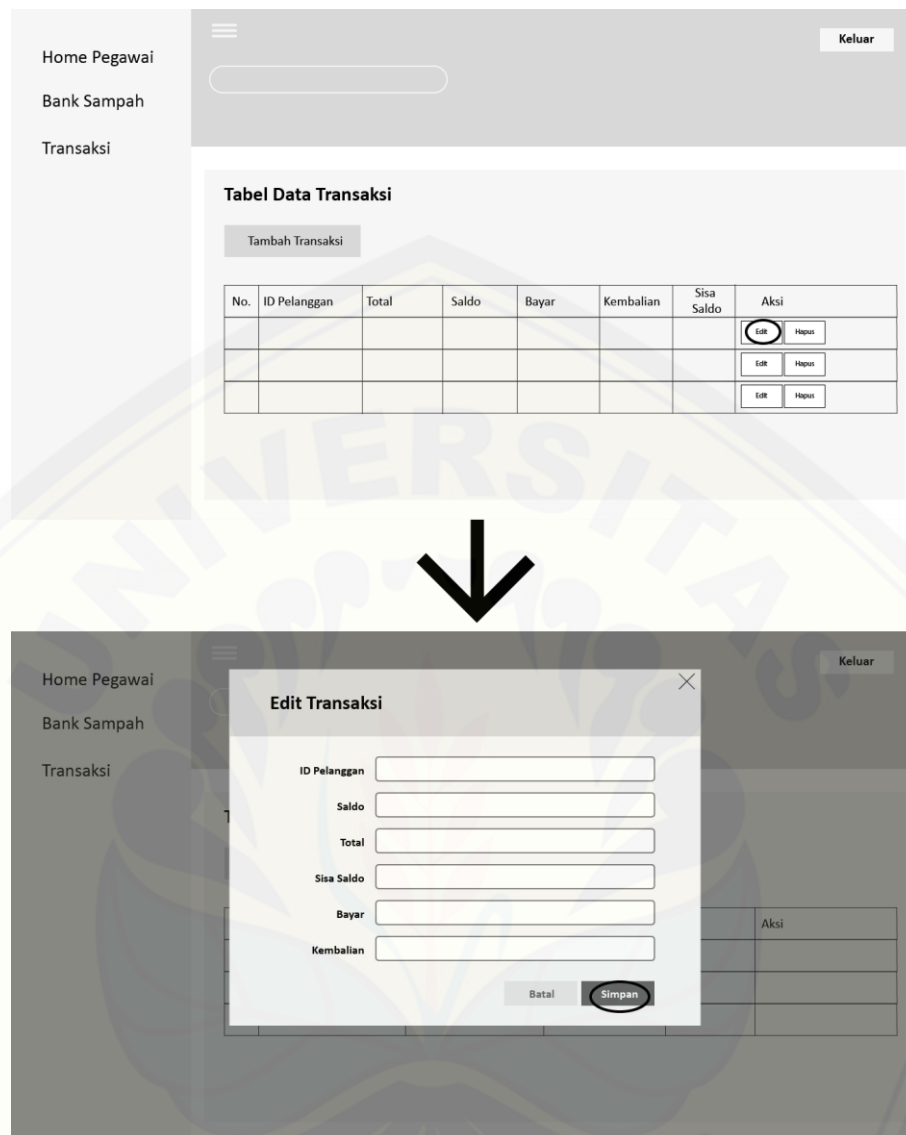 Keluar
Home Pegawai
Bank Sampah
Transaksi
Tabel Data Transaksi
Tambah Transaksi
No. ID Pelanggan Total Saldo Bayar Kembalian Sisa Saldo Aksi
Edit Hapus
Edit Hapus
Edit Hapus
UNIVERSITAS
Keluar
Home Pegawai
Bank Sampah
Transaksi
Edit Transaksi
ID Pelanggan
Saldo
Total
Sisa Saldo
Bayar
Kembalian
Batal Simpan
T
Aksi